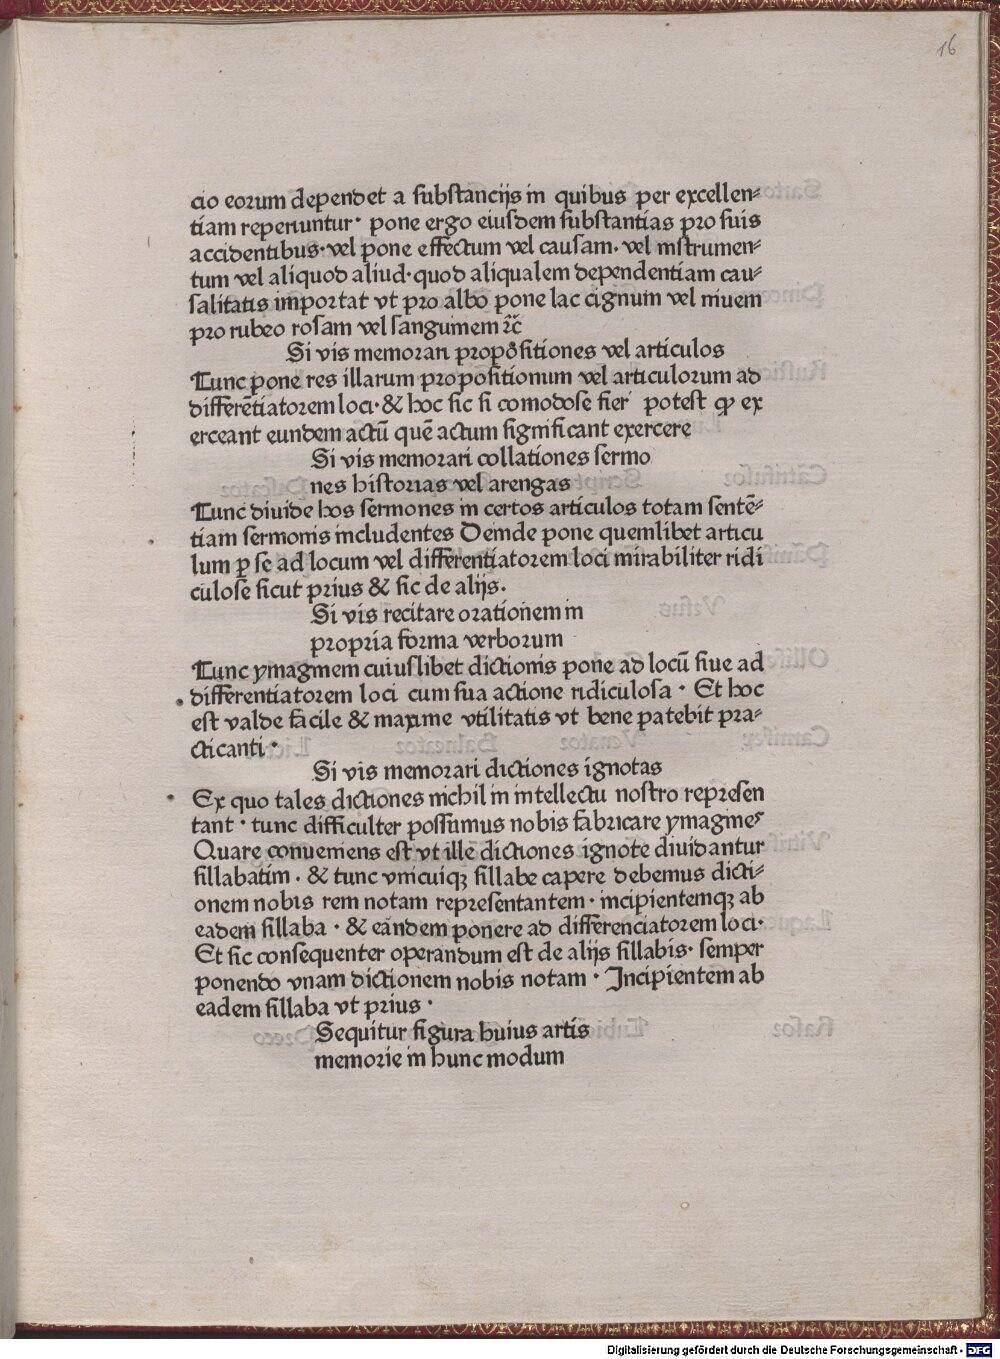 16
cio eorum dependet a substancijs in quibus per excellen-
tiam reperiuntur · pone ergo eiusdem substantias pro suis
accidentibus · vel pone effectum vel causam · vel instrumen-
tum vel aliquod aliud · quod aliqualem dependentiam cau-
salitatis importat vt pro albo pone lac cignum vel niuem
pro rubeo rosam vel sanguinem ⁊c̄
Si vis memorari propositiones vel articulos
Tunc pone res illarum propositionum vel articulorum ad
differētiatorem loci · & hoc sic si comodose fieri potest ꝙ ex
erceant eundem actū quē actum significant exercere
Si vis memorari collationes sermo
nes historias vel arengas
Tunc diuide hos sermones in certos articulos totam sentē-
tiam sermonis includentes Deinde pone quemlibet articu
lum ꝑ se ad locum vel differentiatorem loci mirabiliter ridi
culose sicut prius & sic de alijs .
Si vis recitare orationem in
propria forma verborum
Tunc ymaginem cuiuslibet dictionis pone ad locū siue ad
differentiatorem loci cum sua actione ridiculosa · Et hoc
est valde facile & maxime vtilitatis vt bene patebit pra-
cticanti ·
Si vis memorari dictiones ignotas
Ex quo tales dictiones nichil in intellectu nostro represen
tant · tunc difficulter possumus nobis fabricare ymagines
Quare conueniens est vt ille dictiones ignote diuidantur
sillabatim . & tunc vnicuiqꝫ sillabe capere debemus dicti-
onem nobis rem notam representantem · incipientemqꝫ ab
eadem sillaba · & eandem ponere ad differenciatorem loci ·
Et sic consequenter operandum est de alijs sillabis · semper
ponendo vnam dictionem nobis notam · Incipientem ab
eadem sillaba vt prius ·
Sequitur figura huius artis
memorie in hunc modum
Digitalisierung gefördert durch die Deutsche Forschungsgemeinschaft - DFG